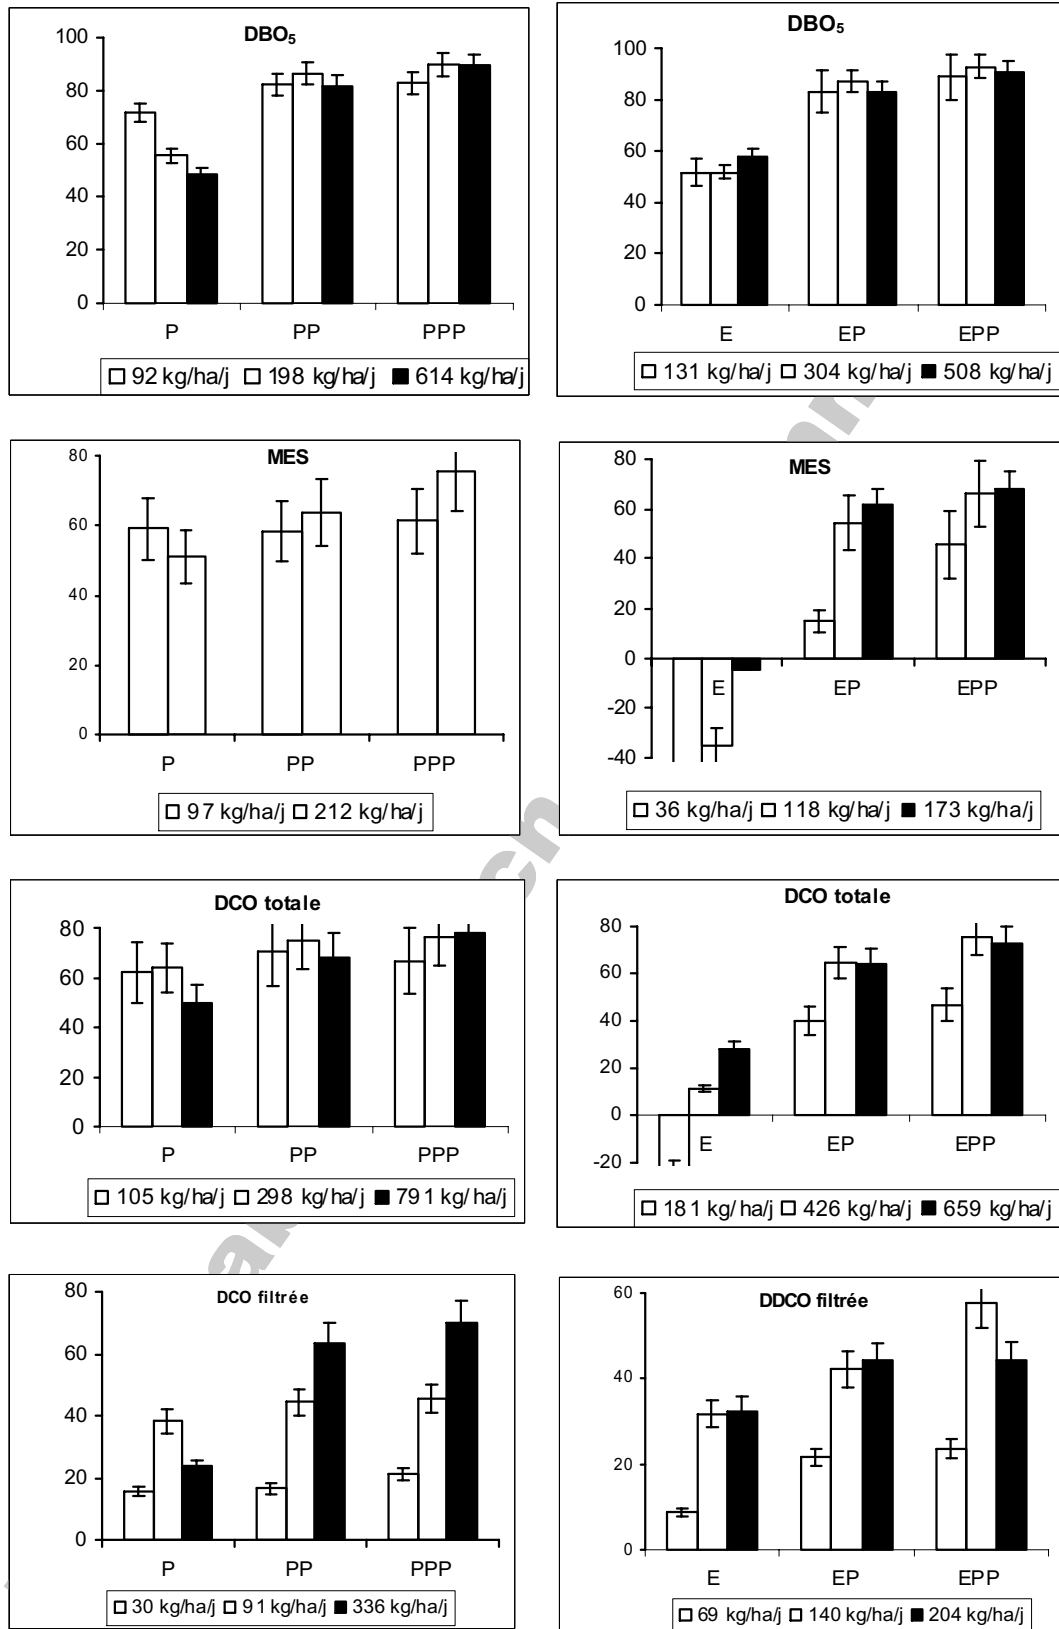 DBO₅
100
80
60
40
20
0
P PP PPP
92 kg/ha/j 198 kg/ha/j 614 kg/ha/j
DBO₅
100
80
60
40
20
0
E EP EPP
131 kg/ha/j 304 kg/ha/j 508 kg/ha/j
MES
80
60
40
20
0
P PP PPP
97 kg/ha/j 212 kg/ha/j
MES
80
60
40
20
0
-20
-40
E EP EPP
36 kg/ha/j 118 kg/ha/j 173 kg/ha/j
DCO totale
80
60
40
20
0
P PP PPP
105 kg/ha/j 298 kg/ha/j 791 kg/ha/j
DCO totale
80
60
40
20
0
-20
E EP EPP
181 kg/ha/j 426 kg/ha/j 659 kg/ha/j
DCO filtrée
80
60
40
20
0
P PP PPP
30 kg/ha/j 91 kg/ha/j 336 kg/ha/j
DDCO filtrée
60
40
20
0
E EP EPP
69 kg/ha/j 140 kg/ha/j 204 kg/ha/j